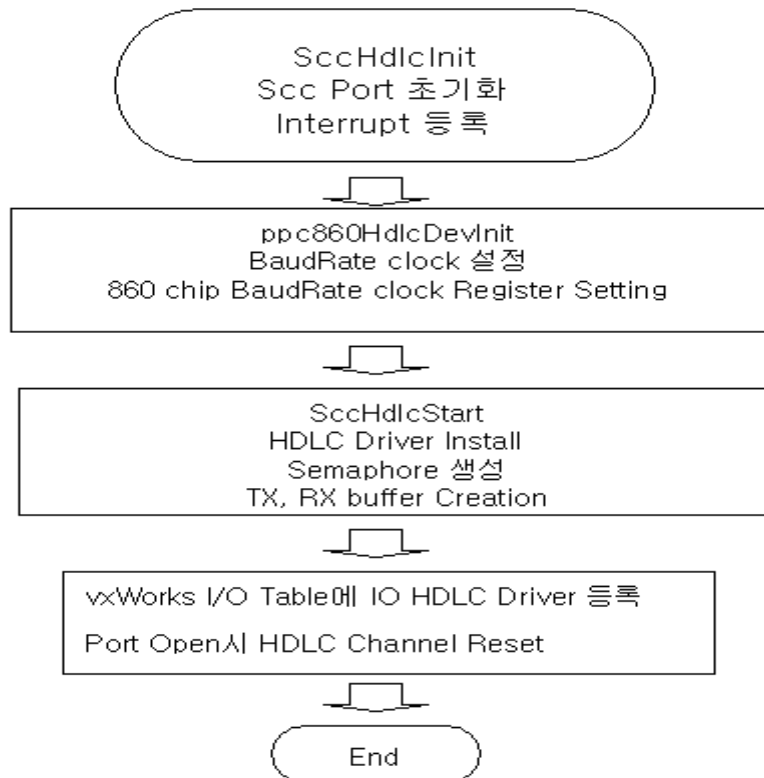 SccHdlcInit
Scc Port 초기화
Interrupt 등록
ppc860HdlcDevInit
BaudRate clock 설정
860 chip BaudRate clock Register Setting
SccHdlcStart
HDLC Driver Install
Semaphore 생성
TX, RX buffer Creation
vxWorks I/O Table에 IO HDLC Driver 등록
Port Open시 HDLC Channel Reset
End